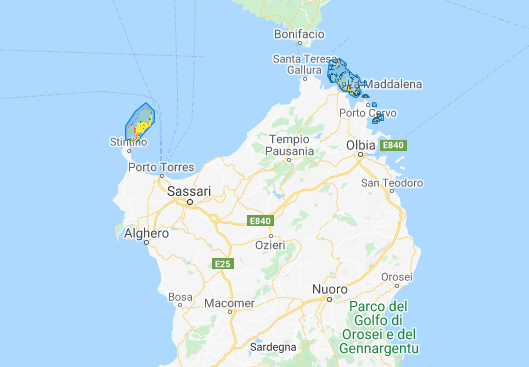 Bonifacio
Santa Teresa
Gallura
La Maddalena
Porto Cervo
Stintino
Porto Torres
Tempio
Pausania
Olbia
E840
San Teodoro
Sassari
E840
Alghero
Ozieri
E25
Orosei
Bosa
Macomer
Nuoro
Parco del
Golfo di
Orosei e del
Gennargentu
Sardegna